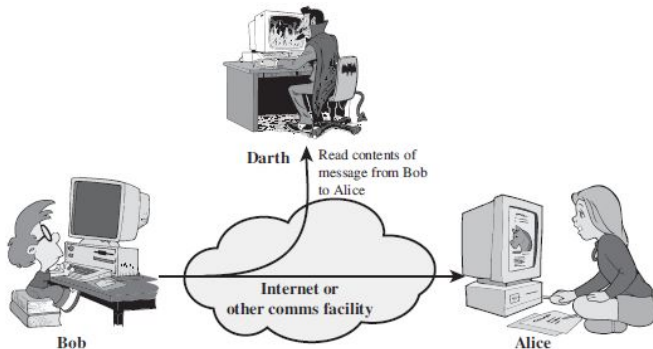 Darth
Read contents of
message from Bob
to Alice
Internet or
other comms facility
Bob
Alice